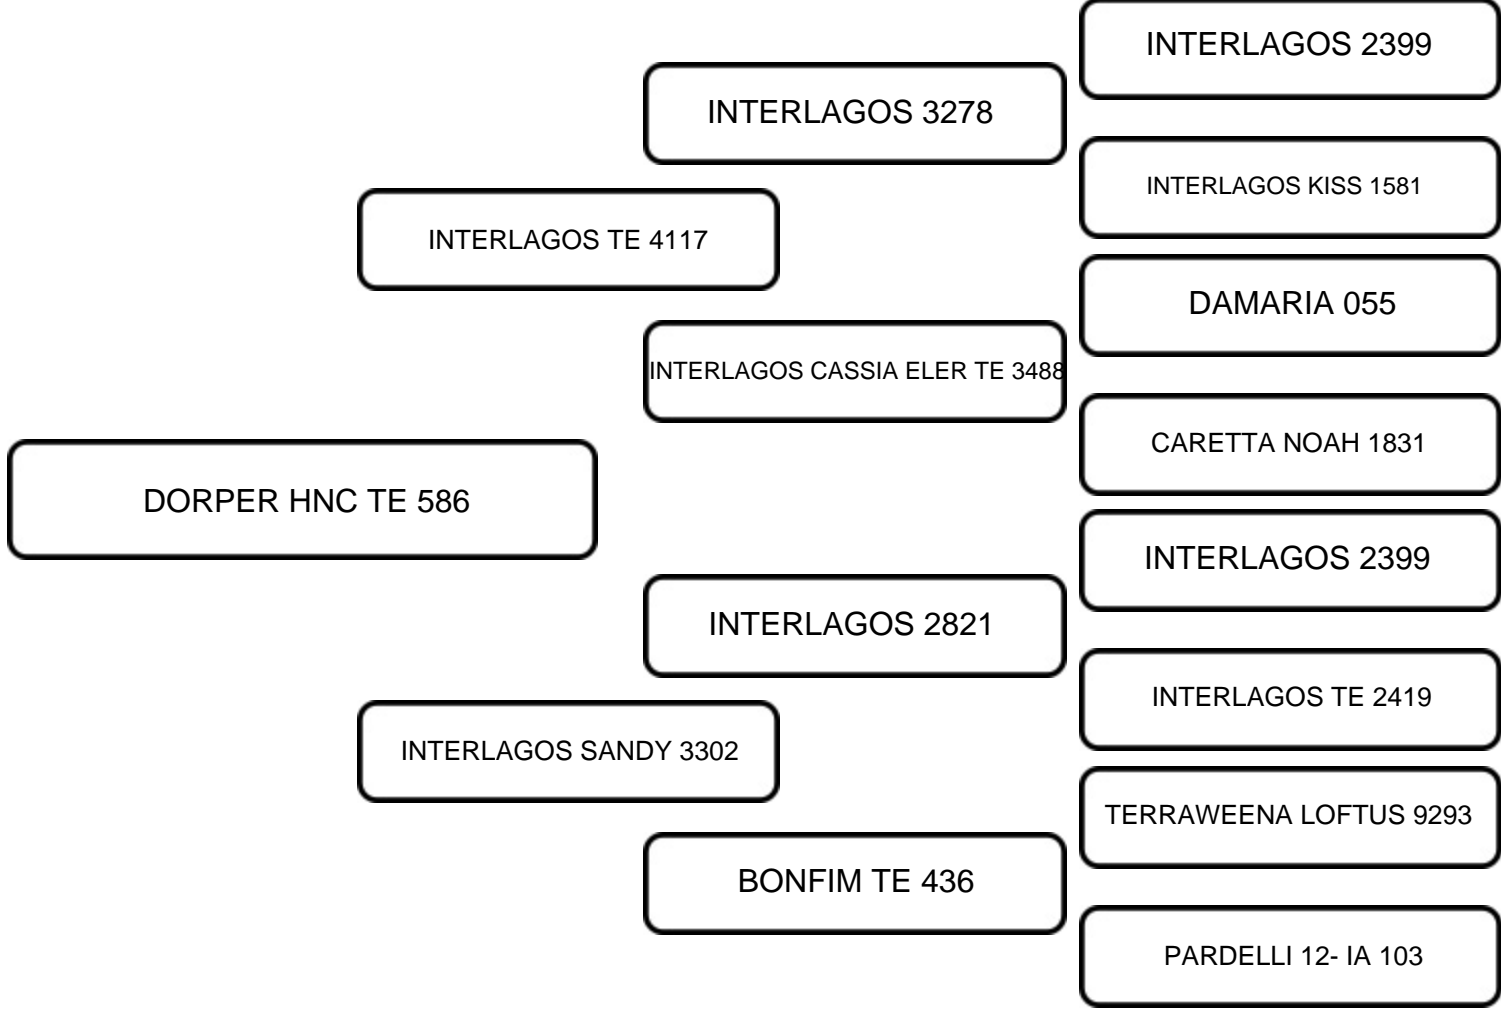 INTERLAGOS 2399
INTERLAGOS 3278
INTERLAGOS KISS 1581
INTERLAGOS TE 4117
DAMARIA 055
INTERLAGOS CASSIA ELER TE 3488
CARETTA NOAH 1831
DORPER HNC TE 586
INTERLAGOS 2399
INTERLAGOS 2821
INTERLAGOS TE 2419
INTERLAGOS SANDY 3302
TERRAWEENA LOFTUS 9293
BONFIM TE 436
PARDELLI 12- IA 103